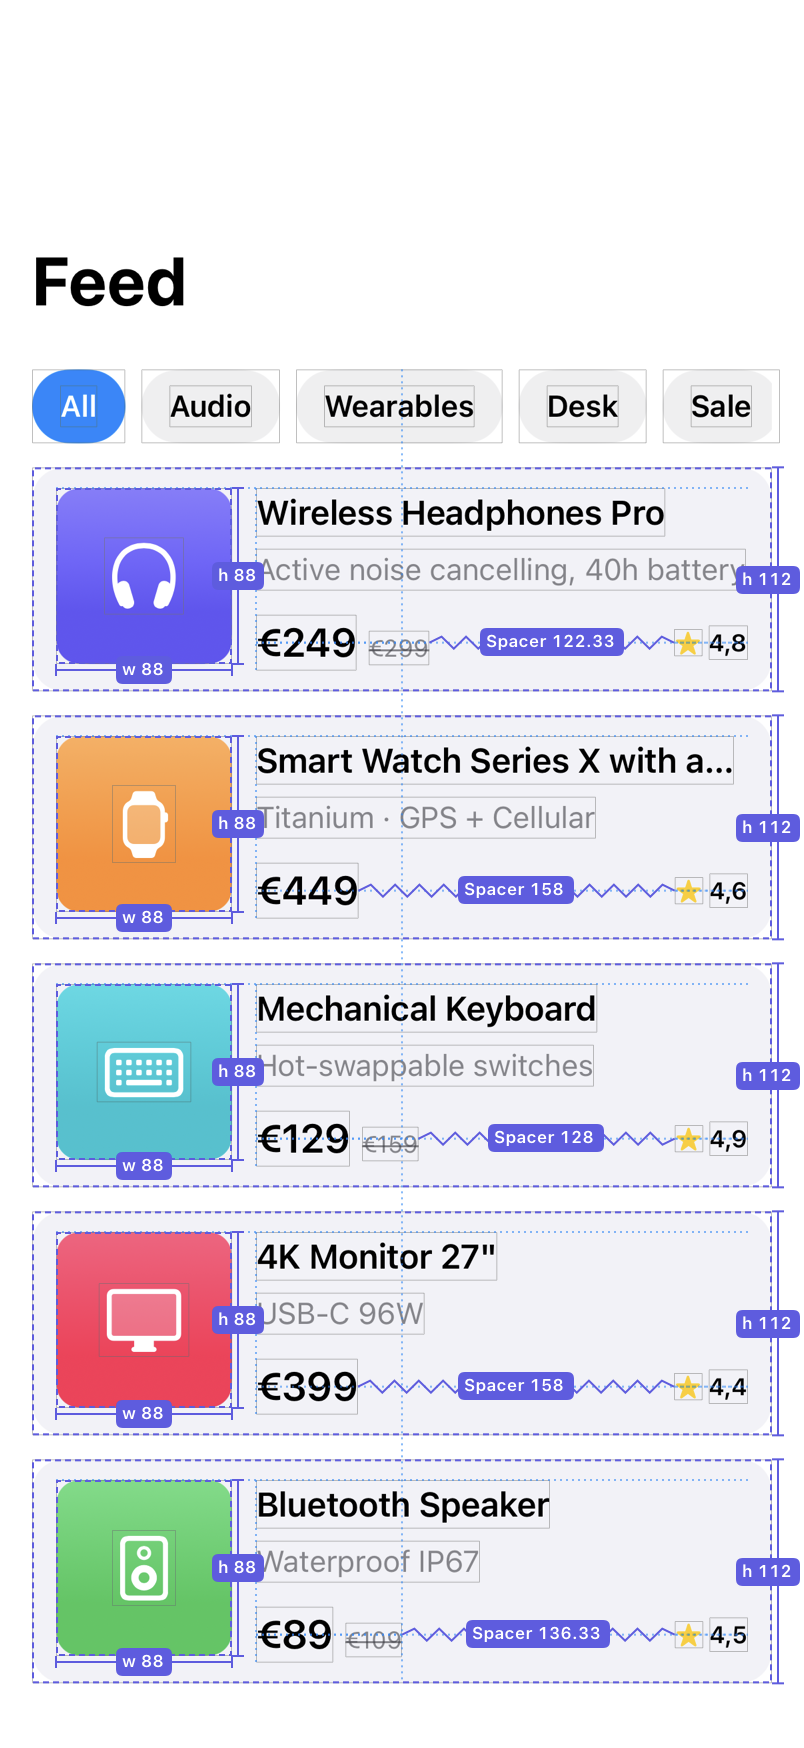 Feed
All Audio Wearables Desk Sale
Wireless Headphones Pro
h 88 Active noise cancelling, 40h battery h 112
€249 €299 Spacer 122.33 ⭐ 4,8
w 88
Smart Watch Series X with a...
h 88 Titanium · GPS + Cellular h 112
€449 Spacer 158 ⭐ 4,6
w 88
Mechanical Keyboard
h 88 Hot-swappable switches h 112
€129 €159 Spacer 128 ⭐ 4,9
w 88
4K Monitor 27"
h 88 USB-C 96W h 112
€399 Spacer 158 ⭐ 4,4
w 88
Bluetooth Speaker
h 88 Waterproof IP67 h 112
€89 €109 Spacer 136.33 ⭐ 4,5
w 88